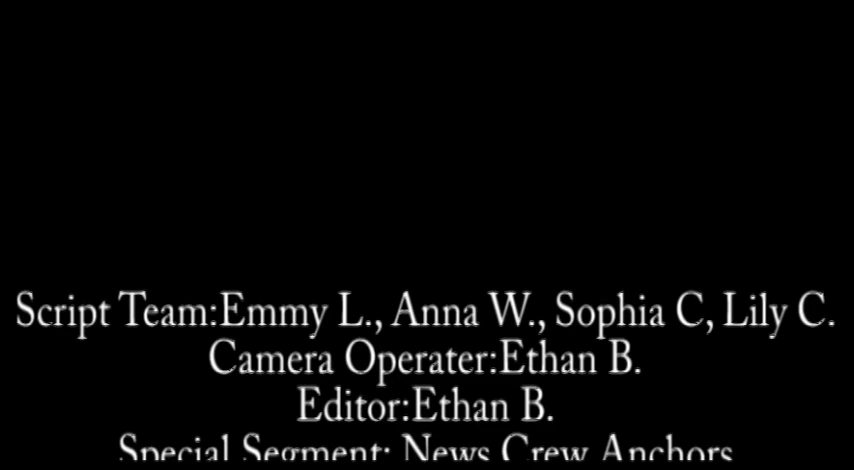 Script Team:Emmy L., Anna W., Sophia C, Lily C.
Camera Operater:Ethan B.
Editor:Ethan B.
Special Segment: News Crew Anchors